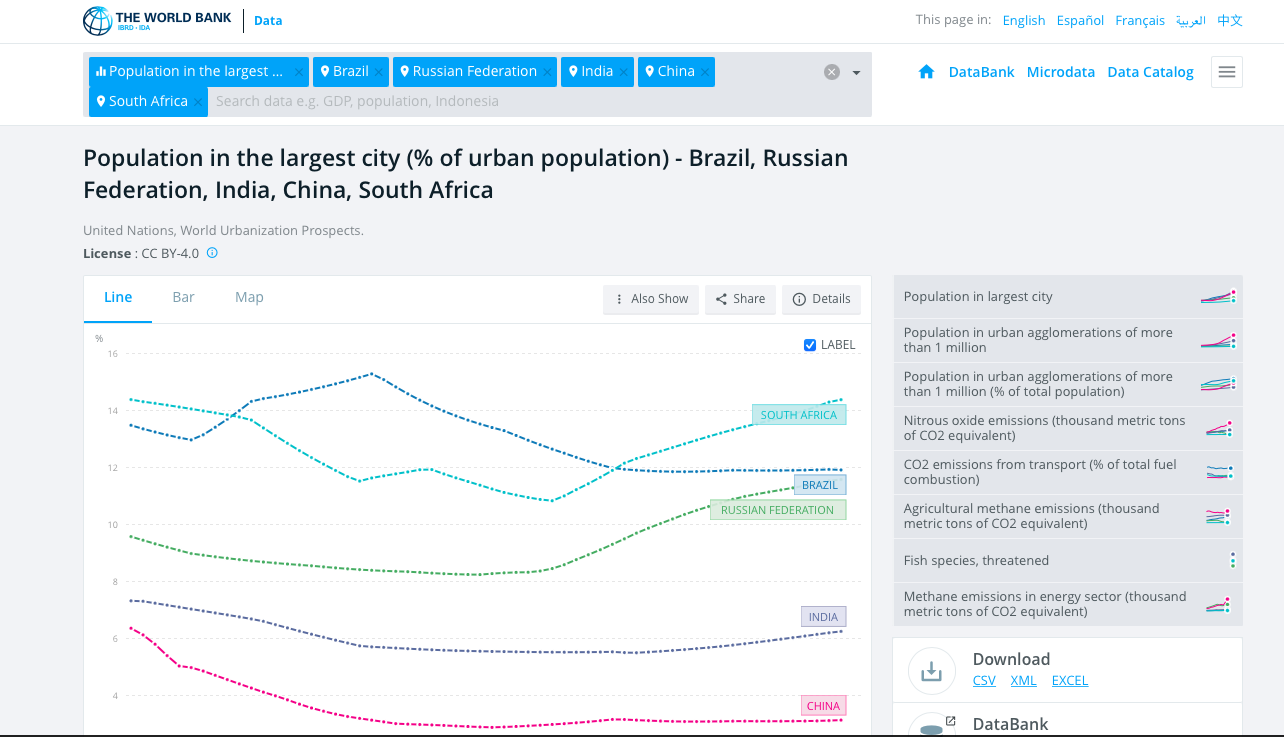 THE WORLD BANK
IBRD • IDA
Data
This page in: English Español Français العربية 中文
Population in the largest ... × Brazil × Russian Federation × India × China ×
South Africa × Search data e.g. GDP, population, Indonesia
DataBank Microdata Data Catalog
Population in the largest city (% of urban population) - Brazil, Russian
Federation, India, China, South Africa
United Nations, World Urbanization Prospects.
License : CC BY-4.0
Line Bar Map
Also Show Share Details
%
LABEL
16
14
12
10
8
6
4
SOUTH AFRICA
BRAZIL
RUSSIAN FEDERATION
INDIA
CHINA
Population in largest city
Population in urban agglomerations of more
than 1 million
Population in urban agglomerations of more
than 1 million (% of total population)
Nitrous oxide emissions (thousand metric tons
of CO2 equivalent)
CO2 emissions from transport (% of total fuel
combustion)
Agricultural methane emissions (thousand
metric tons of CO2 equivalent)
Fish species, threatened
Methane emissions in energy sector (thousand
metric tons of CO2 equivalent)
Download
CSV XML EXCEL
DataBank